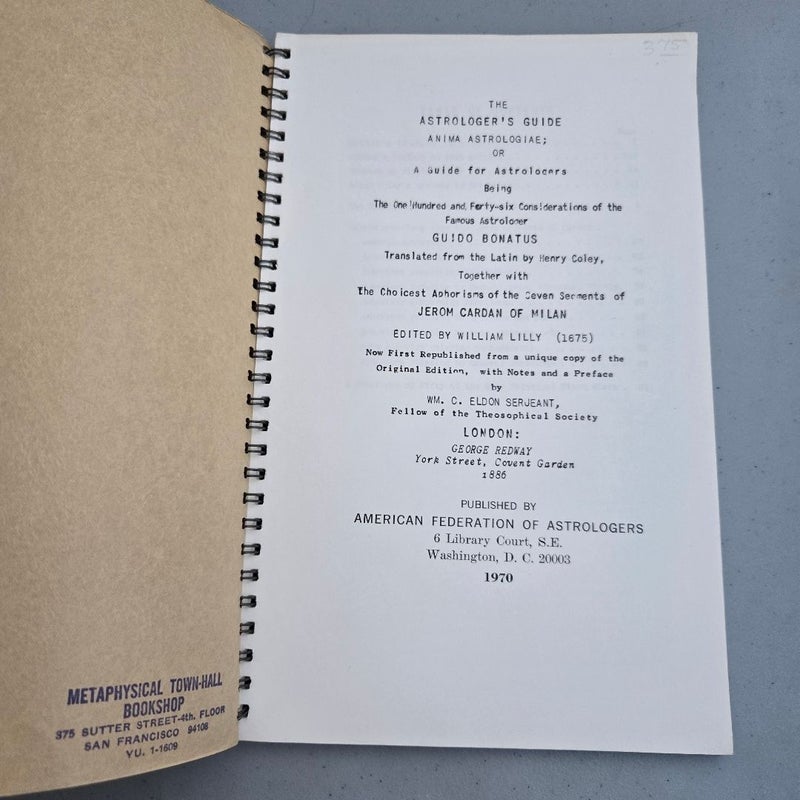 METAPHYSICAL TOWN-HALL
BOOKSHOP
375 SUTTER STREET-4th. FLOOR
SAN FRANCISCO 94108
YU. 1-1609
375
THE
ASTROLOGER'S GUIDE
ANIMA ASTROLOGIAE;
OR
A Guide for Astrologers
Being
The One Hundred and Forty-six Considerations of the
Famous Astrologer
GUIDO BONATUS
Translated from the Latin by Henry Coley,
Together with
The Choicest Aphorisms of the Seven Segments of
JEROM CARDAN OF MILAN
EDITED BY WILLIAM LILLY (1675)
Now First Republished from a unique copy of the
Original Edition, with Notes and a Preface
by
WM. C. ELDON SERJEANT,
Fellow of the Theosophical Society
LONDON:
GEORGE REDWAY
York Street, Covent Garden
1886
PUBLISHED BY
AMERICAN FEDERATION OF ASTROLOGERS
6 Library Court, S.E.
Washington, D. C. 20003
1970